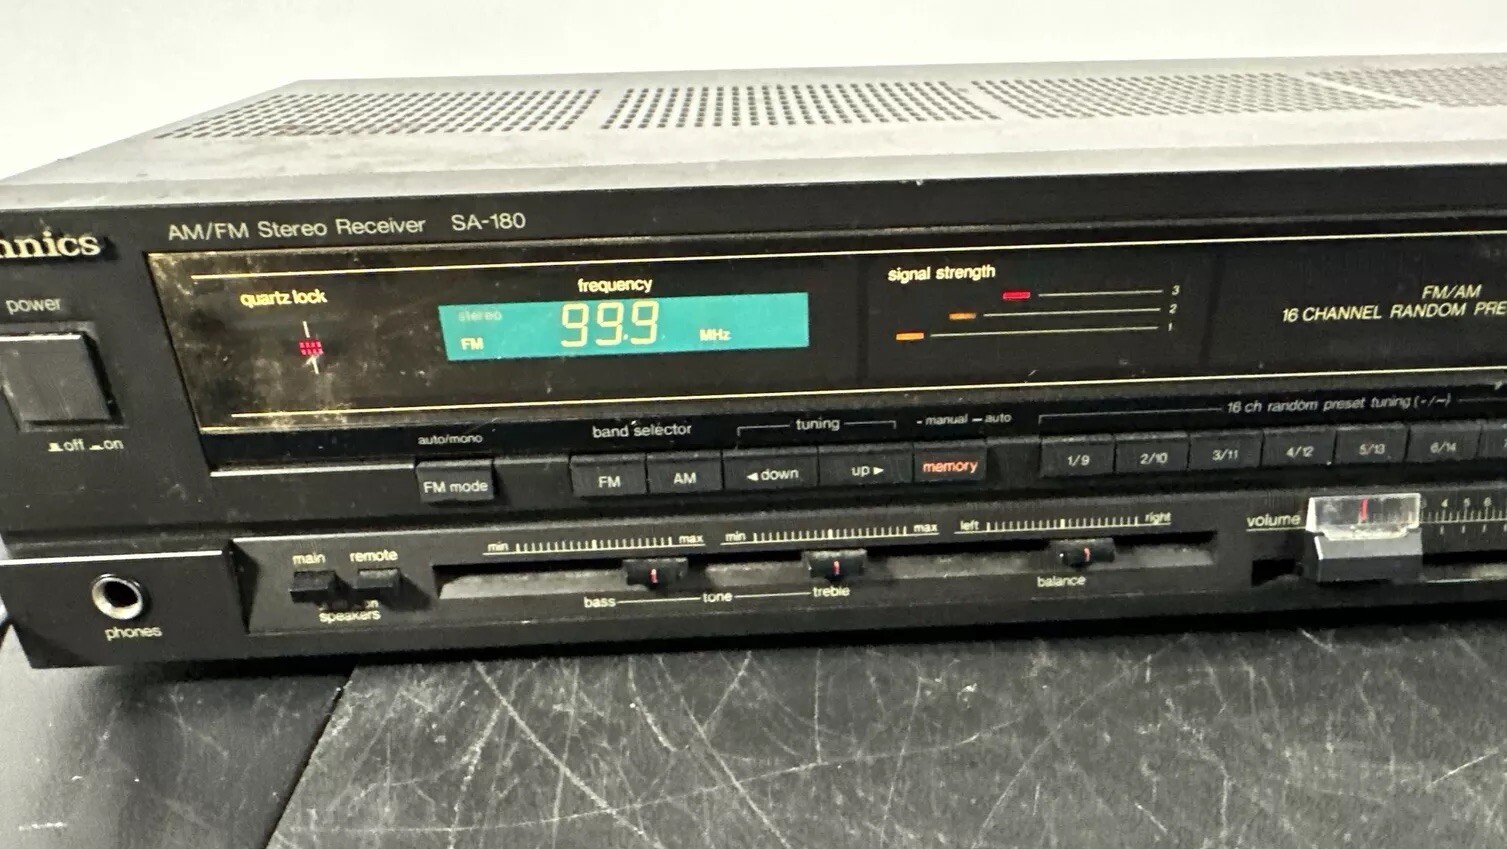 AM/FM Stereo Receiver SA-180
nnics
power
off on
quartz lock
frequency
stereo
FM 99.9 MHz
signal strength
3
2
1
FM/AM
16 CHANNEL RANDOM PRE
auto/mono
FM mode
band selector
FM AM
tuning
◄down up►
- manual – auto
memory
16 ch random preset tuning (-/–)
1/9 2/10 3/11 4/12 5/13 6/14
main remote
speakers
phones
min max min max left right
bass tone treble balance
volume
4 5 6